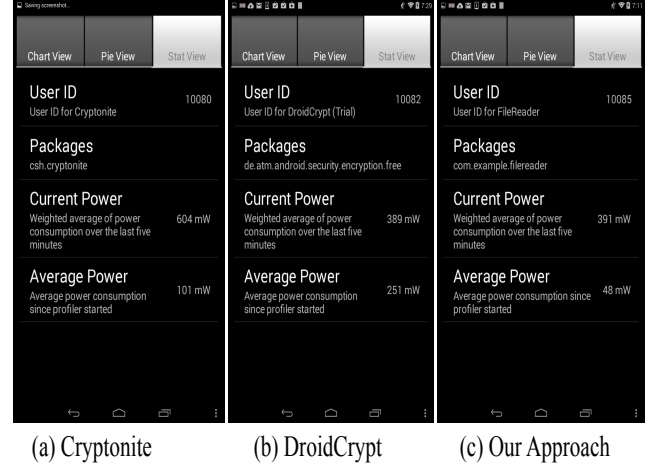 Saving screenshot...
Chart View
Pie View
Stat View
User ID
User ID for Cryptonite
10080
Packages
csh.cryptonite
Current Power
Weighted average of power
consumption over the last five
minutes
604 mW
Average Power
Average power consumption
since profiler started
101 mW
(a) Cryptonite
7:29
Chart View
Pie View
Stat View
User ID
User ID for DroidCrypt (Trial)
10082
Packages
de.atm.android.security.encryption.free
Current Power
Weighted average of power
consumption over the last five
minutes
389 mW
Average Power
Average power consumption
since profiler started
251 mW
(b) DroidCrypt
7:11
Chart View
Pie View
Stat View
User ID
User ID for FileReader
10085
Packages
com.example.filereader
Current Power
Weighted average of power
consumption over the last five
minutes
391 mW
Average Power
Average power consumption since
profiler started
48 mW
(c) Our Approach